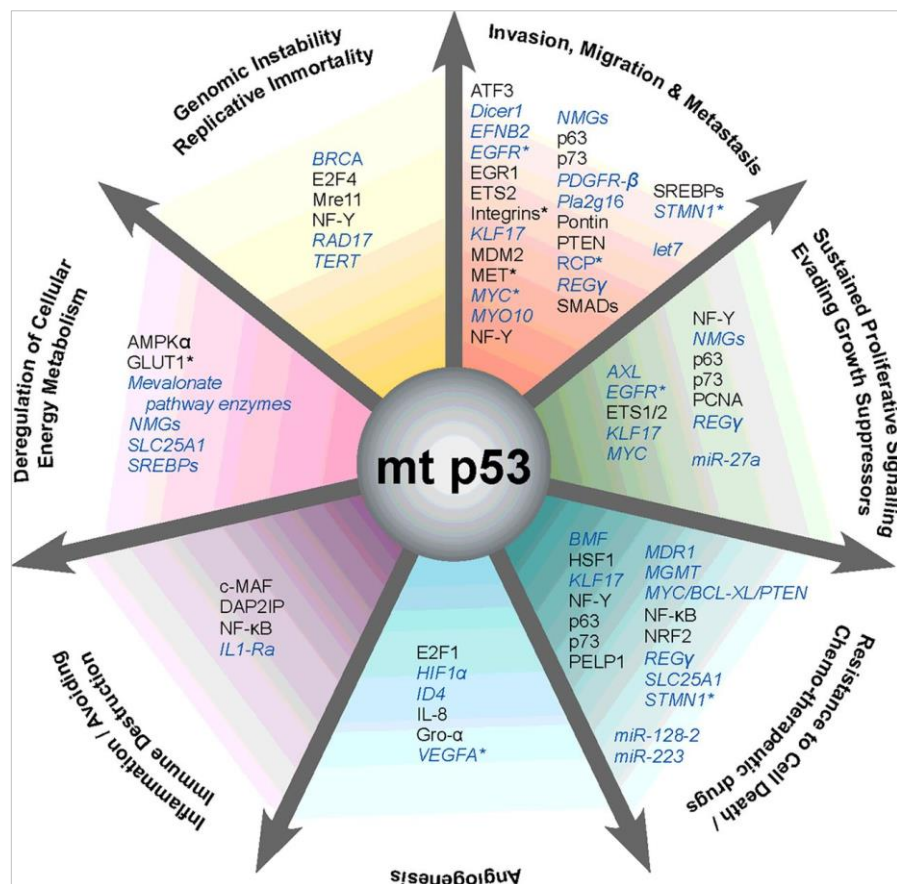 Genomic Instability
Replicative Immortality
Invasion, Migration & Metastasis
Sustained Proliferative Signalling
Evading Growth Suppressors
Resistance to Cell Death /
Chemo-therapeutic drugs
Angiogenesis
Inflammation / Avoiding
Immune Destruction
Deregulation of Cellular
Energy Metabolism
mt p53
BRCA
E2F4
Mre11
NF-Y
RAD17
TERT
ATF3
Dicer1
EFNB2
EGFR*
EGR1
ETS2
Integrins*
KLF17
MDM2
MET*
MYC*
MYO10
NF-Y
NMGs
p63
p73
PDGFR-β
Pla2g16
Pontin
PTEN
RCP*
REGγ
SMADs
SREBPs
STMN1*
let7
AXL
EGFR*
ETS1/2
KLF17
MYC
NF-Y
NMGs
p63
p73
PCNA
REGγ
miR-27a
BMF
HSF1
KLF17
NF-Y
p63
p73
PELP1
MDR1
MGMT
MYC/BCL-XL/PTEN
NF-κB
NRF2
REGγ
SLC25A1
STMN1*
miR-128-2
miR-223
E2F1
HIF1α
ID4
IL-8
Gro-α
VEGFA*
c-MAF
DAP2IP
NF-κB
IL1-Ra
AMPKα
GLUT1*
Mevalonate
pathway enzymes
NMGs
SLC25A1
SREBPs